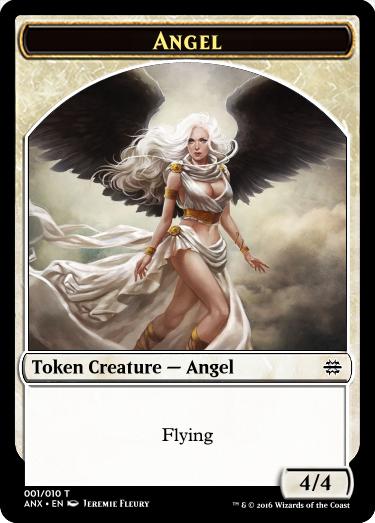 ANGEL
Token Creature — Angel
Flying
4/4
001/010 T
ANX • EN JEREMIE FLEURY
™ & © 2016 Wizards of the Coast